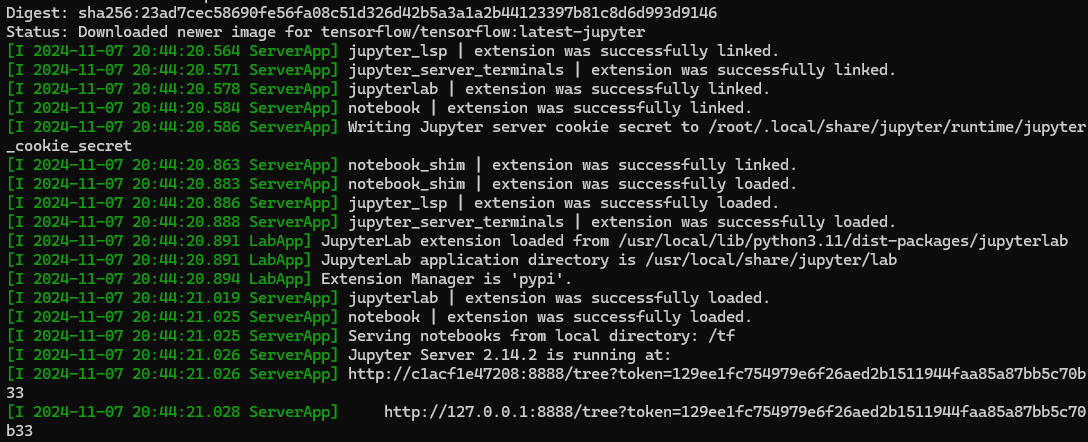 Digest: sha256:23ad7cec58690fe56fa08c51d326d42b5a3a1a2b44123397b81c8d6d993d9146
Status: Downloaded newer image for tensorflow/tensorflow:latest-jupyter
[I 2024-11-07 20:44:20.564 ServerApp] jupyter_lsp | extension was successfully linked.
[I 2024-11-07 20:44:20.571 ServerApp] jupyter_server_terminals | extension was successfully linked.
[I 2024-11-07 20:44:20.578 ServerApp] jupyterlab | extension was successfully linked.
[I 2024-11-07 20:44:20.584 ServerApp] notebook | extension was successfully linked.
[I 2024-11-07 20:44:20.586 ServerApp] Writing Jupyter server cookie secret to /root/.local/share/jupyter/runtime/jupyter
_cookie_secret
[I 2024-11-07 20:44:20.863 ServerApp] notebook_shim | extension was successfully linked.
[I 2024-11-07 20:44:20.883 ServerApp] notebook_shim | extension was successfully loaded.
[I 2024-11-07 20:44:20.886 ServerApp] jupyter_lsp | extension was successfully loaded.
[I 2024-11-07 20:44:20.888 ServerApp] jupyter_server_terminals | extension was successfully loaded.
[I 2024-11-07 20:44:20.891 LabApp] JupyterLab extension loaded from /usr/local/lib/python3.11/dist-packages/jupyterlab
[I 2024-11-07 20:44:20.891 LabApp] JupyterLab application directory is /usr/local/share/jupyter/lab
[I 2024-11-07 20:44:20.894 LabApp] Extension Manager is 'pypi'.
[I 2024-11-07 20:44:21.019 ServerApp] jupyterlab | extension was successfully loaded.
[I 2024-11-07 20:44:21.025 ServerApp] notebook | extension was successfully loaded.
[I 2024-11-07 20:44:21.025 ServerApp] Serving notebooks from local directory: /tf
[I 2024-11-07 20:44:21.026 ServerApp] Jupyter Server 2.14.2 is running at:
[I 2024-11-07 20:44:21.026 ServerApp] http://c1acf1e47208:8888/tree?token=129ee1fc754979e6f26aed2b1511944faa85a87bb5c70b
33
[I 2024-11-07 20:44:21.028 ServerApp]     http://127.0.0.1:8888/tree?token=129ee1fc754979e6f26aed2b1511944faa85a87bb5c70
b33